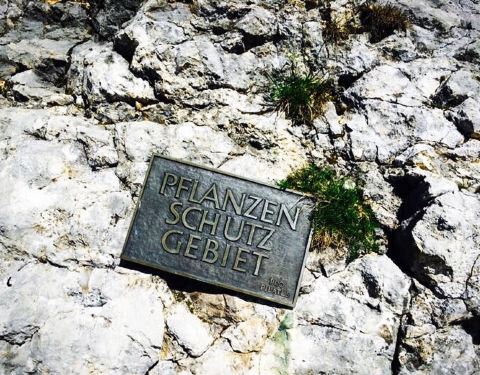 PFLANZEN
SCHUTZ
GEBIET